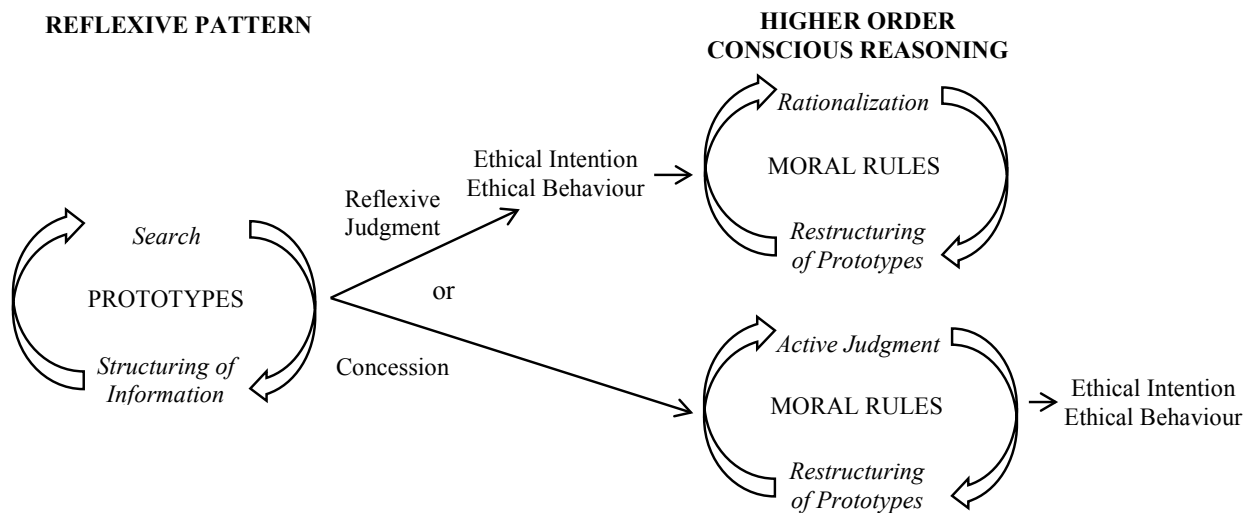 REFLEXIVE PATTERN
HIGHER ORDER
CONSCIOUS REASONING
Search
PROTOTYPES
Structuring of
Information
Reflexive
Judgment
or
Concession
Ethical Intention
Ethical Behaviour
Rationalization
MORAL RULES
Restructuring
of Prototypes
Active Judgment
MORAL RULES
Restructuring
of Prototypes
Ethical Intention
Ethical Behaviour